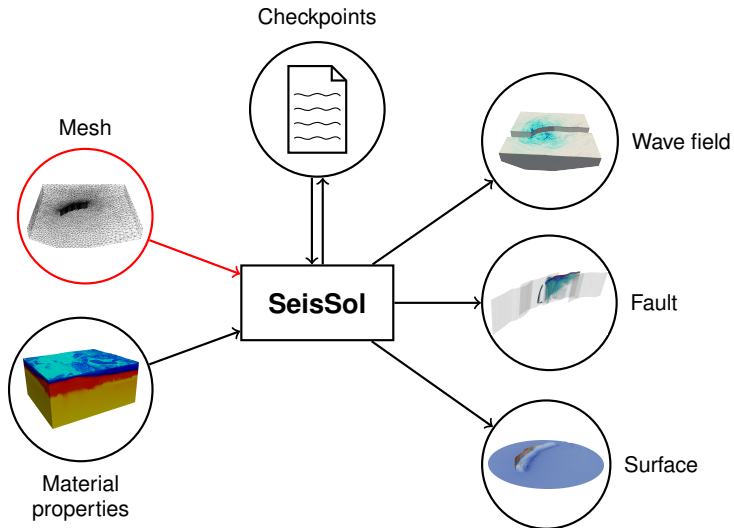 Checkpoints
Mesh
Wave field
SeisSol
Fault
Material
properties
Surface